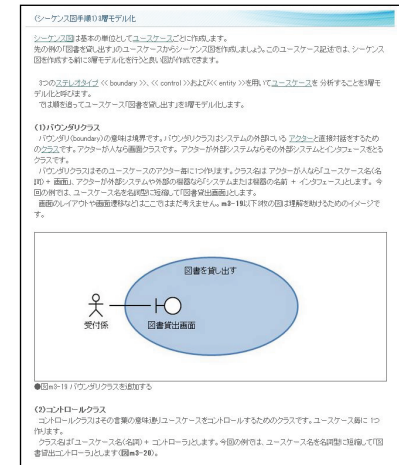 (シーケンス図手順1)3層モデル化
シーケンス図は基本の単位としてユースケースごとに作成します。
先の例の「図書を貸し出す」のユースケースからシーケンス図を作成しましょう。このユースケース記述では、シーケンス
図を作成する前に3層モデル化を行うと良い図が作成できます。
3つのステレオタイプ << boundary >>、<< control >>および<< entity >>を用いてユースケースを 分析することを3層モ
デル化と呼びます。
では順を追ってユースケース「図書を貸し出す」を3層モデル化します。
(1)バウンダリクラス
バウンダリ(boundary)の意味は境界です。バウンダリクラスはシステムの外部にいる アクターと直接対話をするため
のクラスです。アクターが人なら画面クラスです。アクターが外部システムならその外部システムとインタフェースをとる
クラスです。
バウンダリクラスはそのユースケースのアクター毎に1つ作ります。クラス名はアクターが人なら「ユースケース名(名
詞) + 画面」、アクターが外部システムや外部の機器なら「システムまたは機器の名前 + インタフェース」とします。今
回の例では、ユースケース名を名詞型に短縮して「図書貸出画面」とします。
画面のレイアウトや画面遷移などはここではまだ考えません。m3-19以下3枚の図は理解を助けるためのイメージで
す。
図書を貸し出す
受付係
図書貸出画面
●図m3-19 バウンダリクラスを追加する
(2)コントロールクラス
コントロールクラスはその言葉の意味通りユースケースをコントロールするためのクラスです。ユースケース毎に 1つ
作ります。
クラス名は「ユースケース名(名詞) + コントローラ」とします。今回の例では、ユースケース名を名詞型に短縮して「図
書貸出コントローラ」とします(図m3-20)。